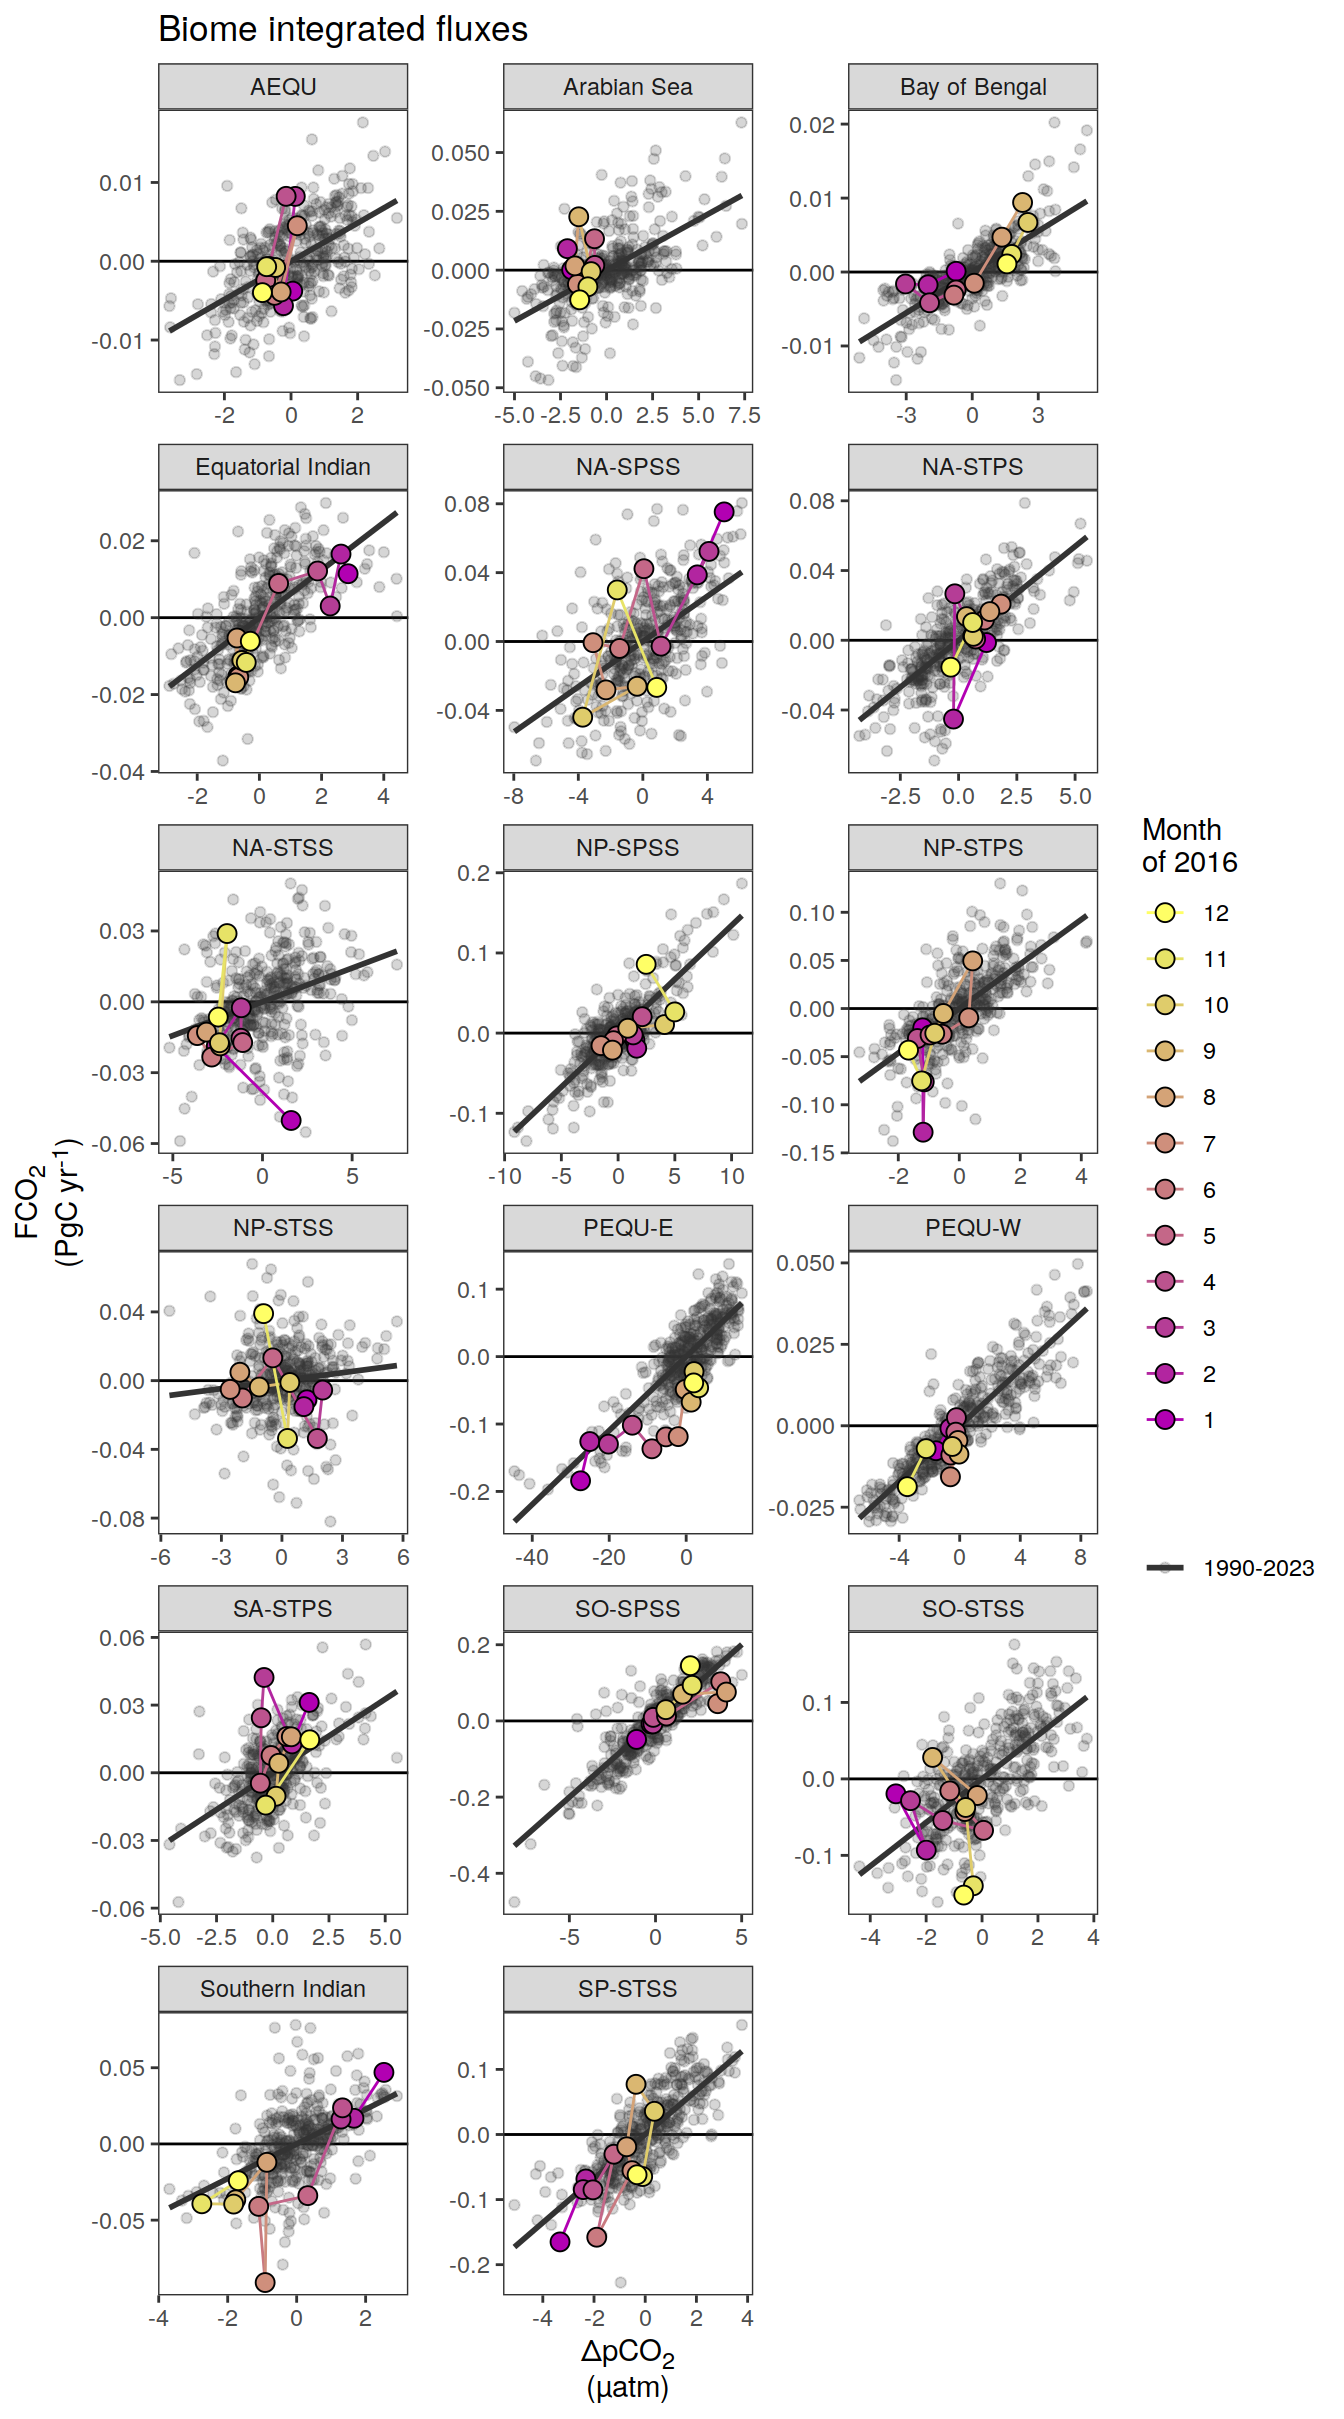 Biome integrated fluxes
AEQU
Arabian Sea
Bay of Bengal
0.01
0.00
-0.01
0.050
0.025
0.000
-0.025
-0.050
0.02
0.01
0.00
-0.01
-2 0 2
-5.0 -2.5 0.0 2.5 5.0 7.5
-3 0 3
Equatorial Indian
NA-SPSS
NA-STPS
0.02
0.00
-0.02
-0.04
0.08
0.04
0.00
-0.04
0.08
0.04
0.00
-0.04
-2 0 2 4
-8 -4 0 4
-2.5 0.0 2.5 5.0
NA-STSS
NP-SPSS
NP-STPS
0.03
0.00
-0.03
-0.06
0.2
0.1
0.0
-0.1
0.10
0.05
0.00
-0.05
-0.10
-0.15
-5 0 5
-10 -5 0 5 10
-2 0 2 4
NP-STSS
PEQU-E
PEQU-W
0.04
0.00
-0.04
-0.08
0.1
0.0
-0.1
-0.2
0.050
0.025
0.000
-0.025
-6 -3 0 3 6
-40 -20 0
-4 0 4 8
SA-STPS
SO-SPSS
SO-STSS
0.06
0.03
0.00
-0.03
-0.06
0.2
0.0
-0.2
-0.4
0.1
0.0
-0.1
-5.0 -2.5 0.0 2.5 5.0
-5 0 5
-4 -2 0 2 4
Southern Indian
SP-STSS
0.05
0.00
-0.05
0.1
0.0
-0.1
-0.2
-4 -2 0 2
-4 -2 0 2 4
FCO₂
(PgC yr⁻¹)
ΔpCO₂
(µatm)
Month
of 2016
12
11
10
9
8
7
6
5
4
3
2
1
1990-2023